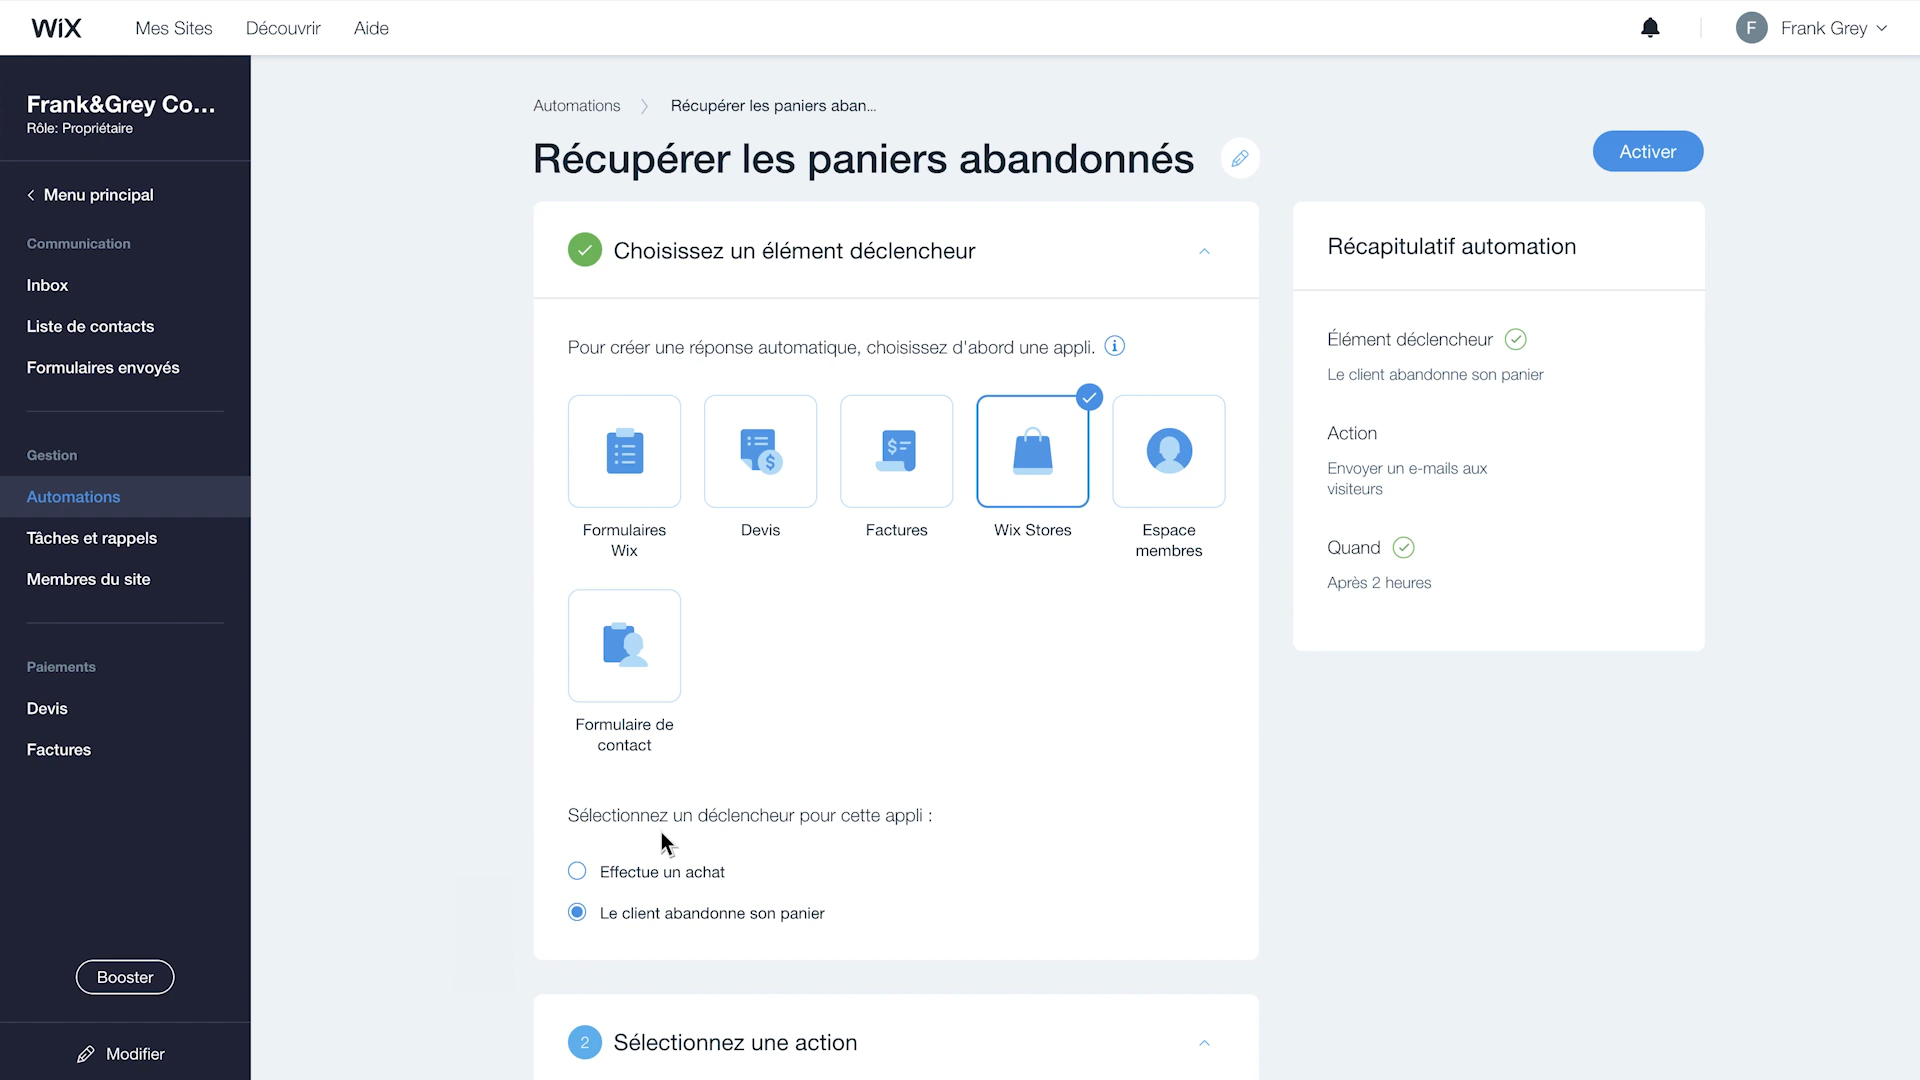 WiX
Mes Sites
Découvrir
Aide
F
Frank Grey
Frank&Grey Co...
Rôle: Propriétaire
Menu principal
Communication
Inbox
Liste de contacts
Formulaires envoyés
Gestion
Automations
Tâches et rappels
Membres du site
Paiements
Devis
Factures
Booster
Modifier
Automations
Récupérer les paniers aban...
Récupérer les paniers abandonnés
Activer
Choisissez un élément déclencheur
Pour créer une réponse automatique, choisissez d'abord une appli.
Formulaires
Wix
Devis
Factures
Wix Stores
Espace
membres
Formulaire de
contact
Sélectionnez un déclencheur pour cette appli :
Effectue un achat
Le client abandonne son panier
2
Sélectionnez une action
Récapitulatif automation
Élément déclencheur
Le client abandonne son panier
Action
Envoyer un e-mails aux
visiteurs
Quand
Après 2 heures